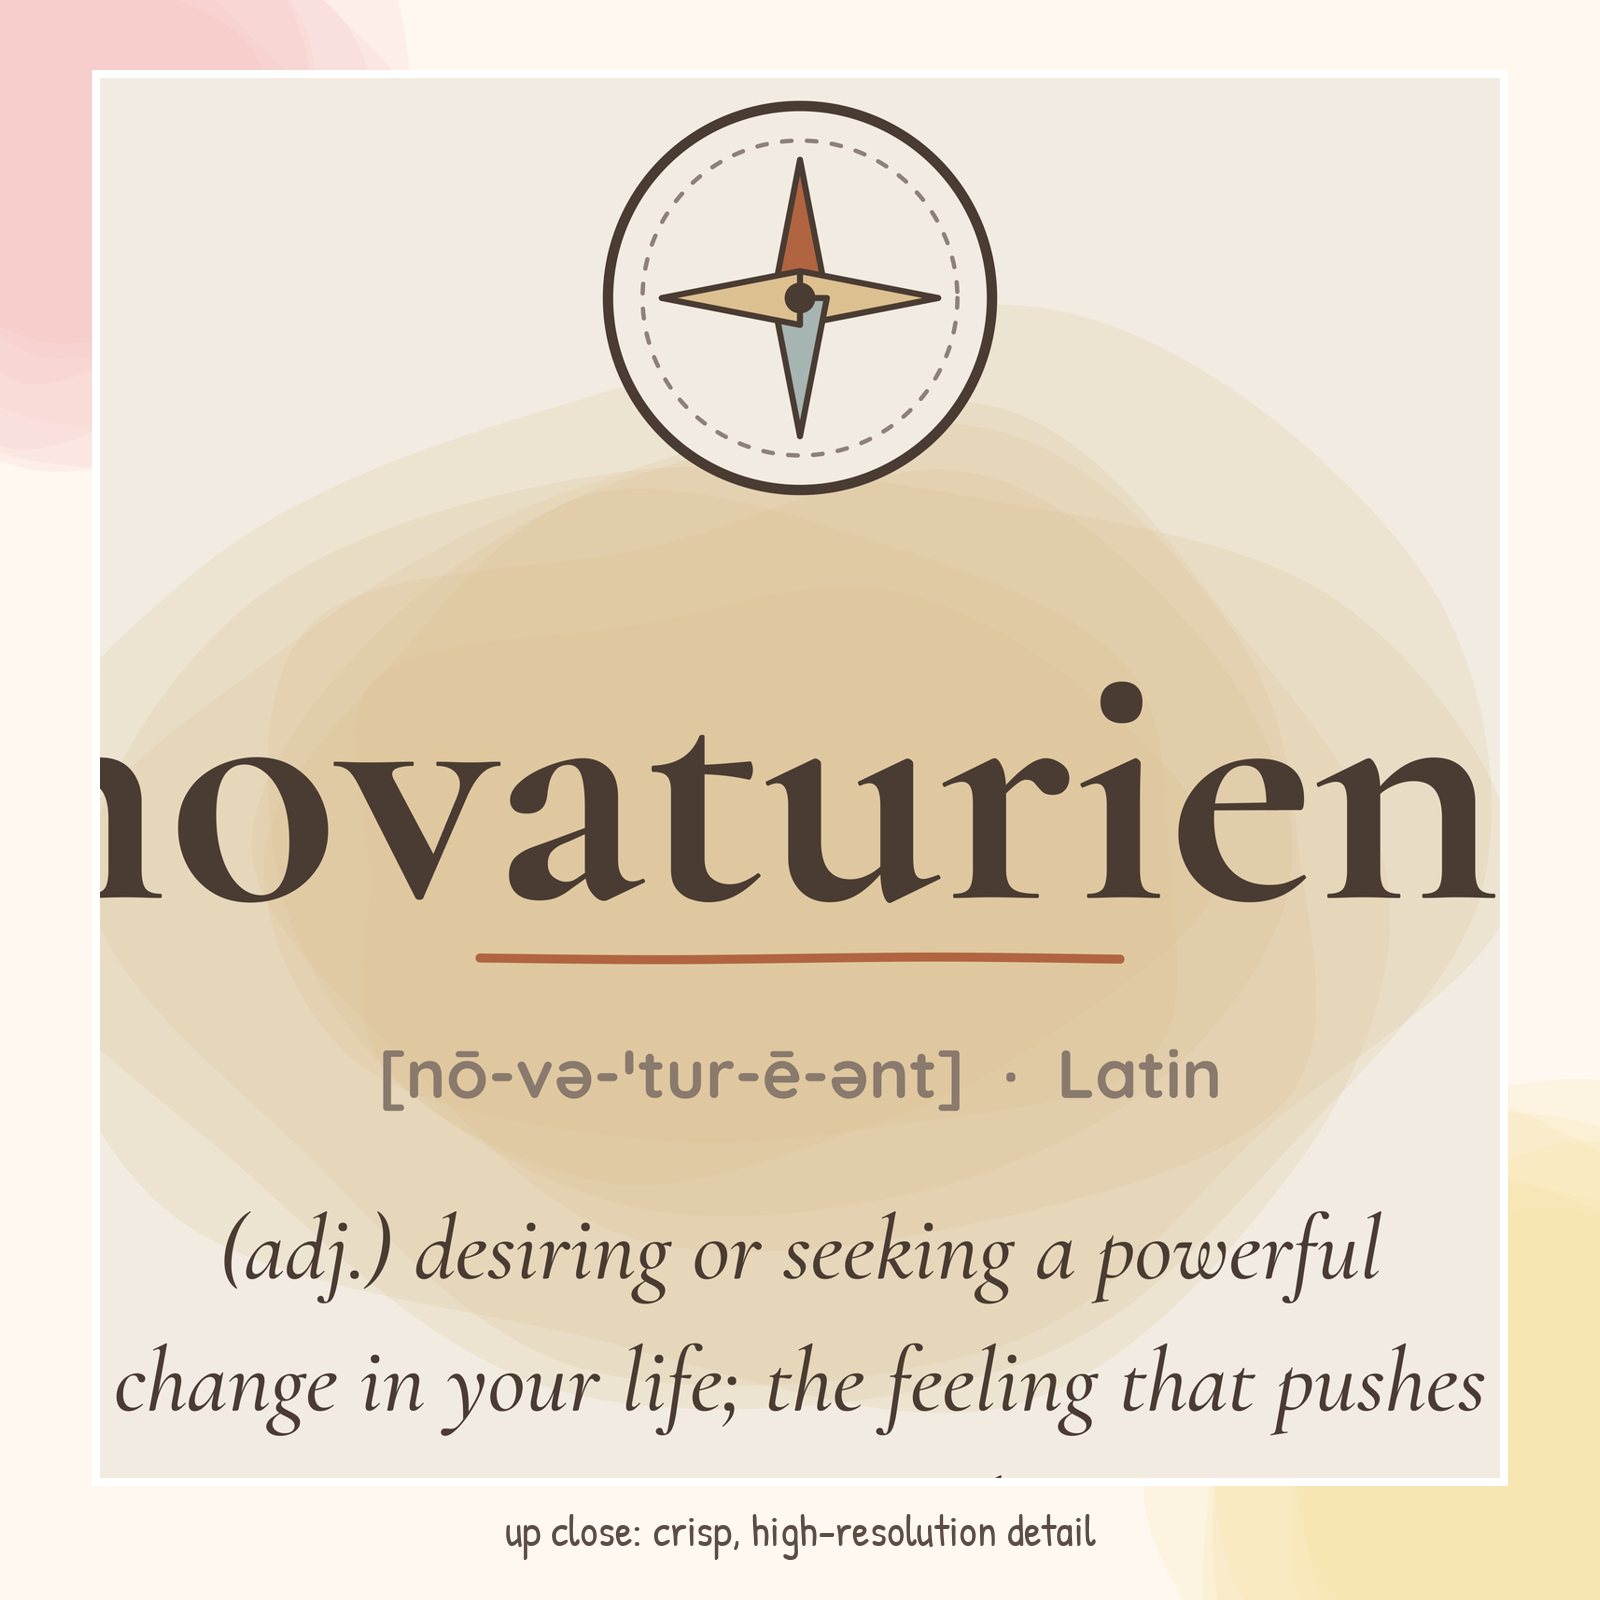 novaturien
[nō-və-ˈtur-ē-ənt] · Latin
(adj.) desiring or seeking a powerful
change in your life; the feeling that pushes
up close: crisp, high-resolution detail